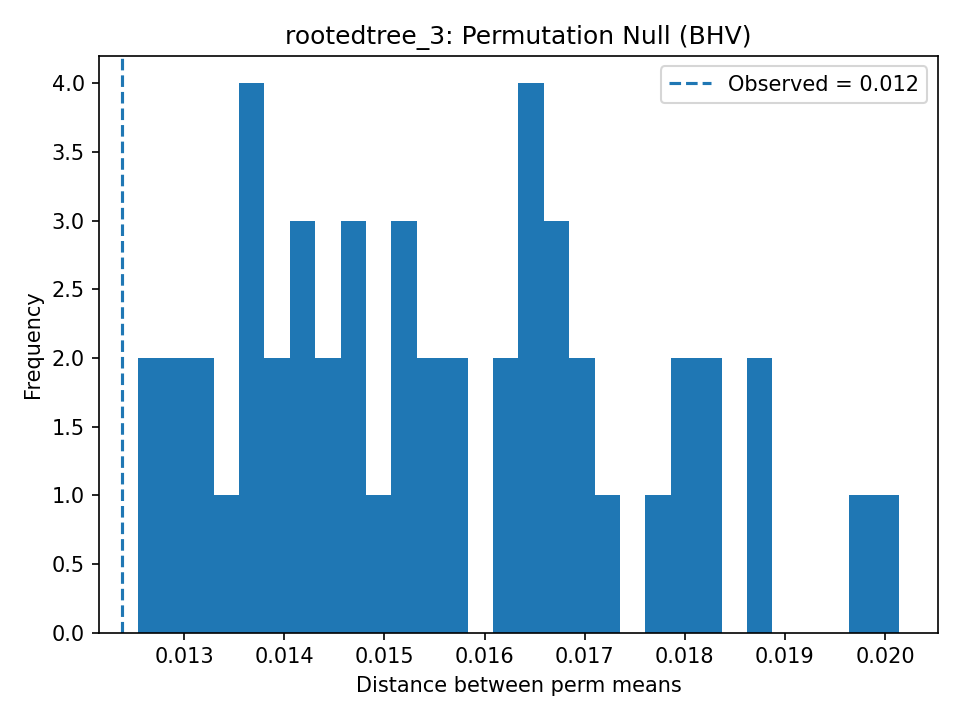 rootedtree_3: Permutation Null (BHV)
Observed = 0.012
4.0
3.5
3.0
2.5
2.0
1.5
1.0
0.5
0.0
Frequency
0.013 0.014 0.015 0.016 0.017 0.018 0.019 0.020
Distance between perm means